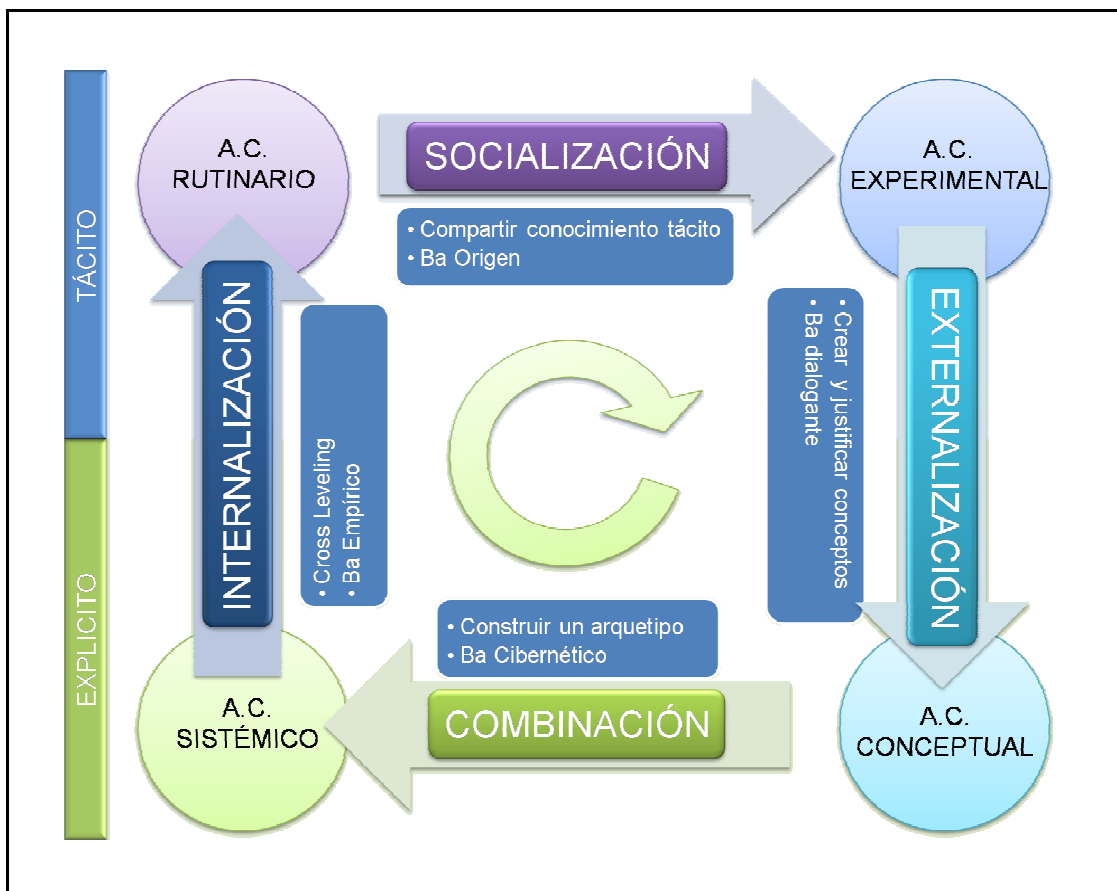 TÁCITO
EXPLICITO
A.C.
RUTINARIO
SOCIALIZACIÓN
• Compartir conocimiento tácito
• Ba Origen
A.C.
EXPERIMENTAL
EXTERNALIZACIÓN
• Crear y justificar conceptos
• Ba dialogante
A.C.
CONCEPTUAL
COMBINACIÓN
• Construir un arquetipo
• Ba Cibernético
A.C.
SISTÉMICO
INTERNALIZACIÓN
• Cross Leveling
• Ba Empírico